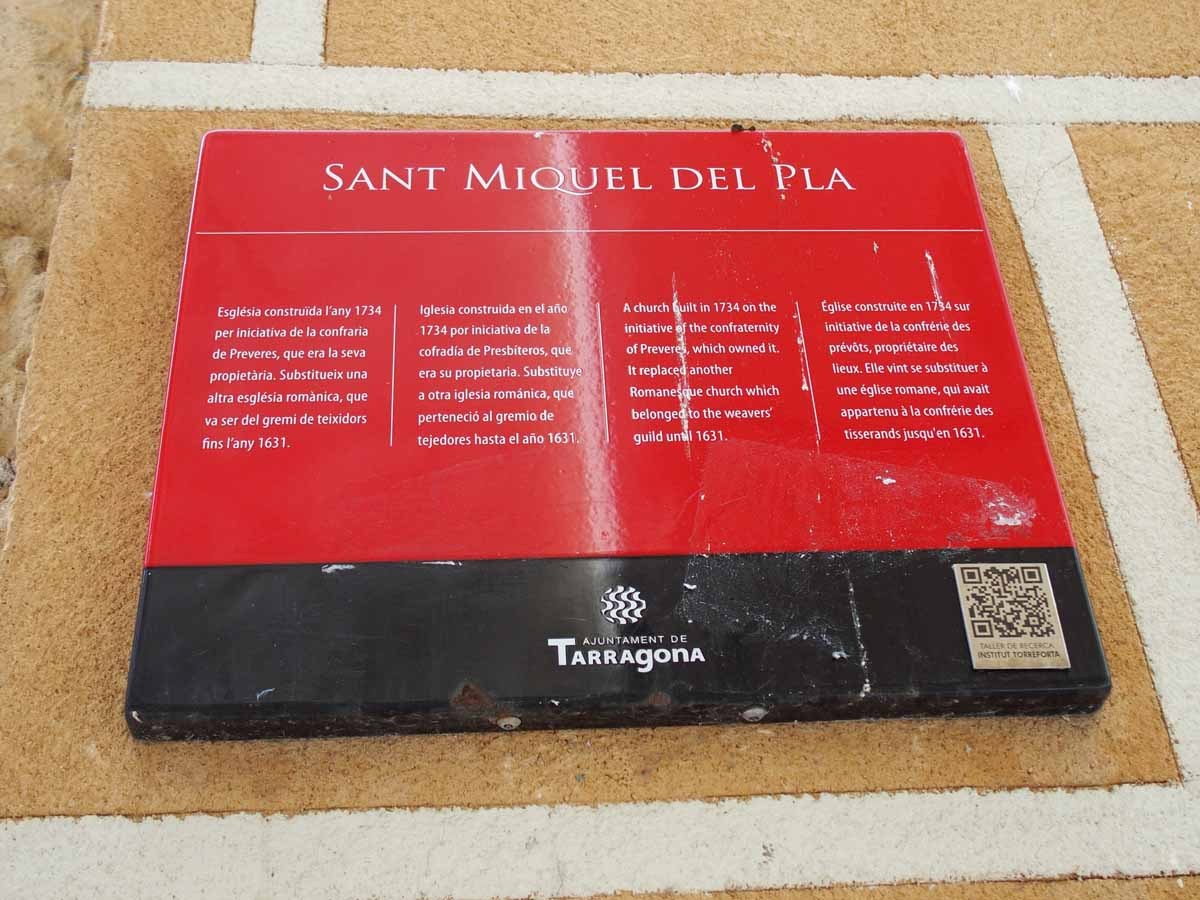 SANT MIQUEL DEL PLA
Església construïda l'any 1734
per iniciativa de la confraria
de Preveres, que era la seva
propietària. Substitueix una
altra església romànica, que
va ser del gremi de teixidors
fins l'any 1631.
Iglesia construida en el año
1734 por iniciativa de la
cofradía de Presbíteros, que
era su propietaria. Substituye
a otra iglesia románica, que
perteneció al gremio de
tejedores hasta el año 1631.
A church built in 1734 on the
initiative of the confraternity
of Preveres, which owned it.
It replaced another
Romanesque church which
belonged to the weavers'
guild until 1631.
Église construite en 1734 sur
initiative de la confrérie des
prévôts, propriétaire des
lieux. Elle vint se substituer à
une église romane, qui avait
appartenu à la confrérie des
tisserands jusqu'en 1631.
AJUNTAMENT DE
TARRAGONA
TALLER DE RECERCA
INSTITUT TORREFORTA